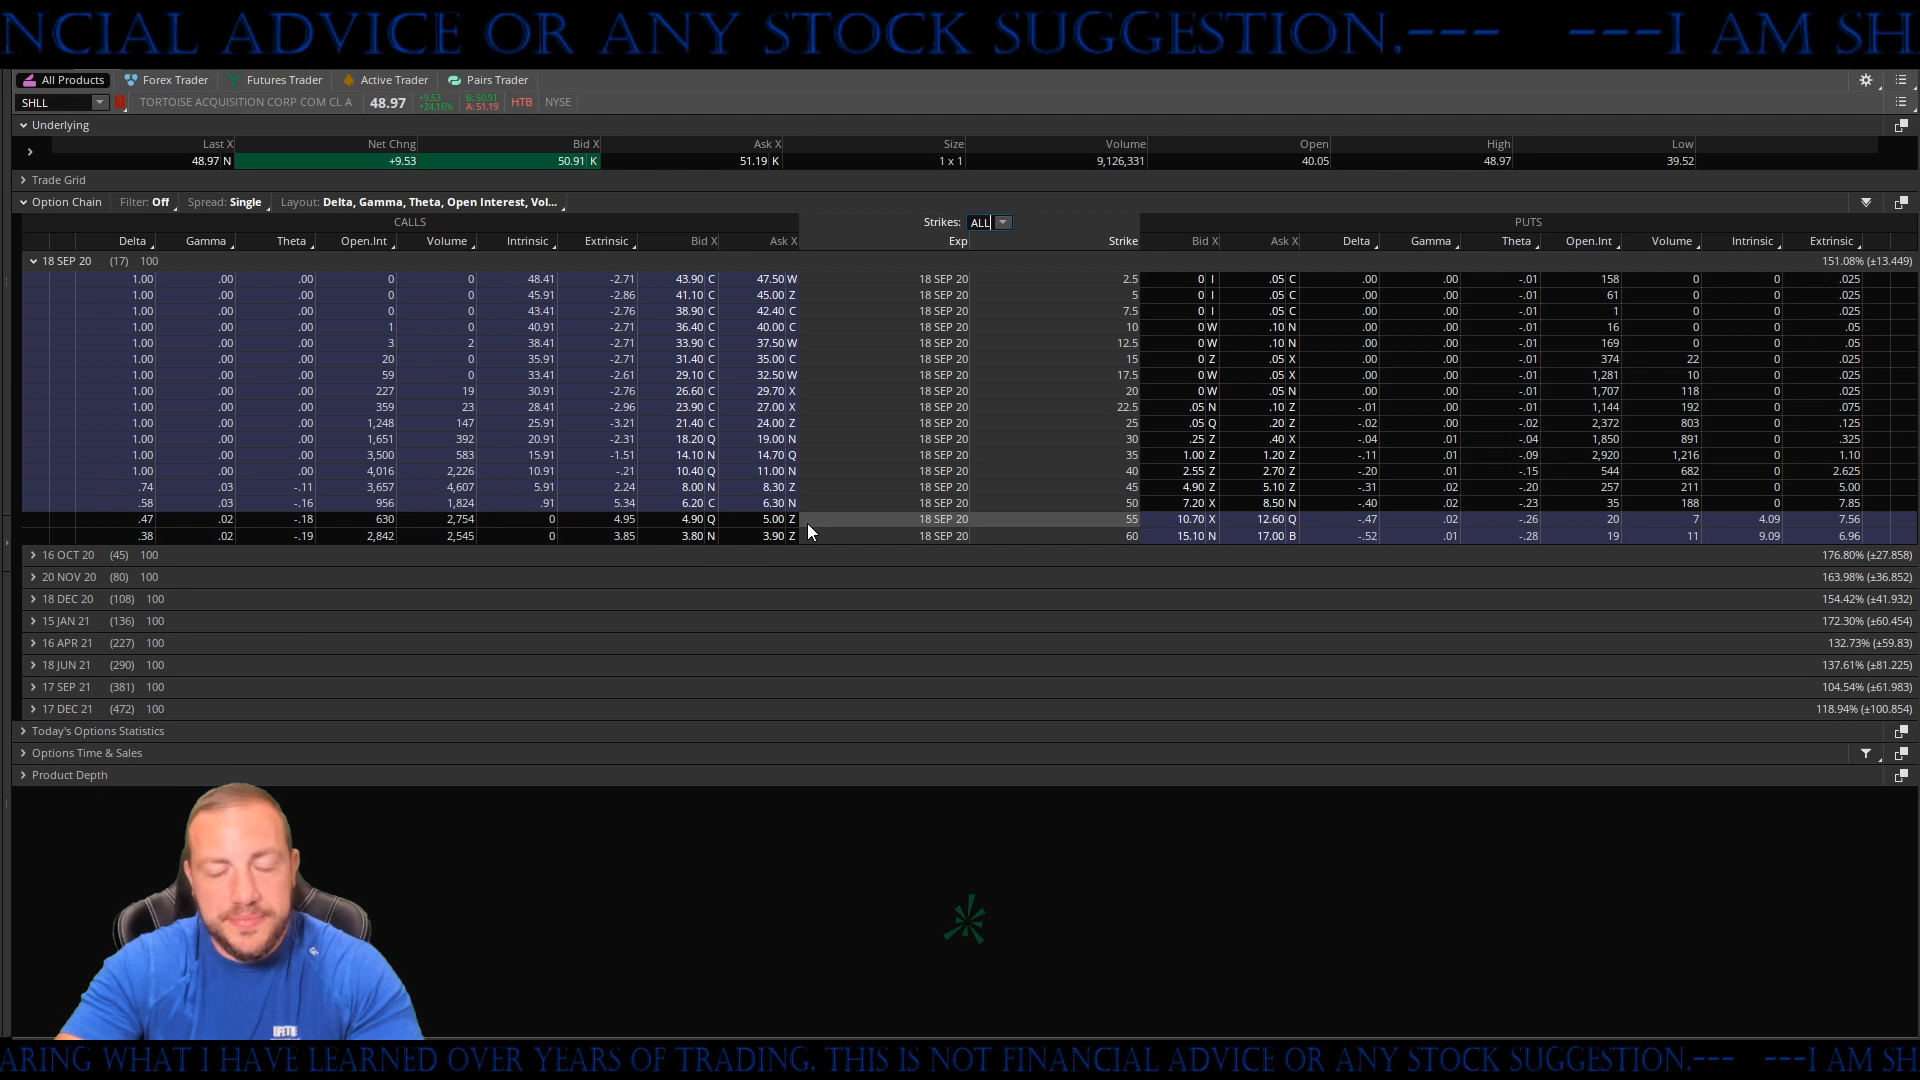 NCIAL ADVICE OR ANY STOCK SUGGESTION.--- ---I AM SH
All Products Forex Trader Futures Trader Active Trader Pairs Trader
SHLL TORTOISE ACQUISITION CORP COM CL A 48.97 +9.53 +24.16% B: 50.91 A: 51.19 HTB NYSE
Underlying
Last X Net Chng Bid X Ask X Size Volume Open High Low
48.97 N +9.53 50.91 K 51.19 K 1 x 1 9,126,331 40.05 48.97 39.52
Trade Grid
Option Chain Filter: Off Spread: Single Layout: Delta, Gamma, Theta, Open Interest, Vol...
CALLS Strikes: ALL PUTS
Delta Gamma Theta Open.Int Volume Intrinsic Extrinsic Bid X Ask X Exp Strike Bid X Ask X Delta Gamma Theta Open.Int Volume Intrinsic Extrinsic
18 SEP 20 (17) 100 151.08% (±13.449)
1.00 .00 .00 0 0 48.41 -2.71 43.90 C 47.50 W 18 SEP 20 2.5 0 I .05 C .00 .00 -.01 158 0 0 .025
1.00 .00 .00 0 0 45.91 -2.86 41.10 C 45.00 Z 18 SEP 20 5 0 I .05 C .00 .00 -.01 61 0 0 .025
1.00 .00 .00 0 0 43.41 -2.76 38.90 C 42.40 C 18 SEP 20 7.5 0 I .05 C .00 .00 -.01 1 0 0 .025
1.00 .00 .00 1 0 40.91 -2.71 36.40 C 40.00 C 18 SEP 20 10 0 W .10 N .00 .00 -.01 16 0 0 .05
1.00 .00 .00 3 2 38.41 -2.71 33.90 C 37.50 W 18 SEP 20 12.5 0 W .10 N .00 .00 -.01 169 0 0 .05
1.00 .00 .00 20 0 35.91 -2.71 31.40 C 35.00 C 18 SEP 20 15 0 Z .05 X .00 .00 -.01 374 22 0 .025
1.00 .00 .00 59 0 33.41 -2.61 29.10 C 32.50 W 18 SEP 20 17.5 0 W .05 X .00 .00 -.01 1,281 10 0 .025
1.00 .00 .00 227 19 30.91 -2.76 26.60 C 29.70 X 18 SEP 20 20 0 W .05 N .00 .00 -.01 1,707 118 0 .025
1.00 .00 .00 359 23 28.41 -2.96 23.90 C 27.00 X 18 SEP 20 22.5 .05 N .10 Z -.01 .00 -.01 1,144 192 0 .075
1.00 .00 .00 1,248 147 25.91 -3.21 21.40 C 24.00 Z 18 SEP 20 25 .05 Q .20 Z -.02 .00 -.02 2,372 803 0 .125
1.00 .00 .00 1,651 392 20.91 -2.31 18.20 Q 19.00 N 18 SEP 20 30 .25 Z .40 X -.04 .01 -.04 1,850 891 0 .325
1.00 .00 .00 3,500 583 15.91 -1.51 14.10 N 14.70 Q 18 SEP 20 35 1.00 Z 1.20 Z -.11 .01 -.09 2,920 1,216 0 1.10
1.00 .00 .00 4,016 2,226 10.91 -.21 10.40 Q 11.00 N 18 SEP 20 40 2.55 Z 2.70 Z -.20 .01 -.15 544 682 0 2.625
.74 .03 -.11 3,657 4,607 5.91 2.24 8.00 N 8.30 Z 18 SEP 20 45 4.90 Z 5.10 Z -.31 .02 -.20 257 211 0 5.00
.58 .03 -.16 956 1,824 .91 5.34 6.20 C 6.30 N 18 SEP 20 50 7.20 X 8.50 N -.40 .02 -.23 35 188 0 7.85
.47 .02 -.18 630 2,754 0 4.95 4.90 Q 5.00 Z 18 SEP 20 55 10.70 X 12.60 Q -.47 .02 -.26 20 7 4.09 7.56
.38 .02 -.19 2,842 2,545 0 3.85 3.80 N 3.90 Z 18 SEP 20 60 15.10 N 17.00 B -.52 .01 -.28 19 11 9.09 6.96
16 OCT 20 (45) 100 176.80% (±27.858)
20 NOV 20 (80) 100 163.98% (±36.852)
18 DEC 20 (108) 100 154.42% (±41.932)
15 JAN 21 (136) 100 172.30% (±60.454)
16 APR 21 (227) 100 132.73% (±59.83)
18 JUN 21 (290) 100 137.61% (±81.225)
17 SEP 21 (381) 100 104.54% (±61.983)
17 DEC 21 (472) 100 118.94% (±100.854)
Today's Options Statistics
Options Time & Sales
Product Depth
ARING WHAT I HAVE LEARNED OVER YEARS OF TRADING. THIS IS NOT FINANCIAL ADVICE OR ANY STOCK SUGGESTION.--- ---I AM SH